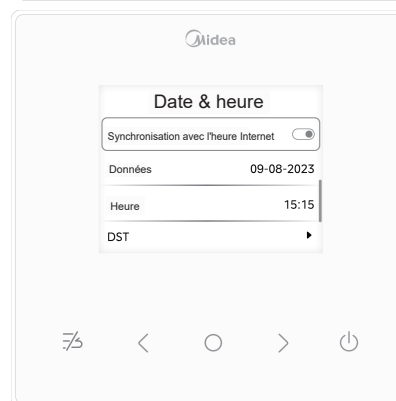 Midea
Date & heure
Synchronisation avec l'heure Internet
Données 09-08-2023
Heure 15:15
DST